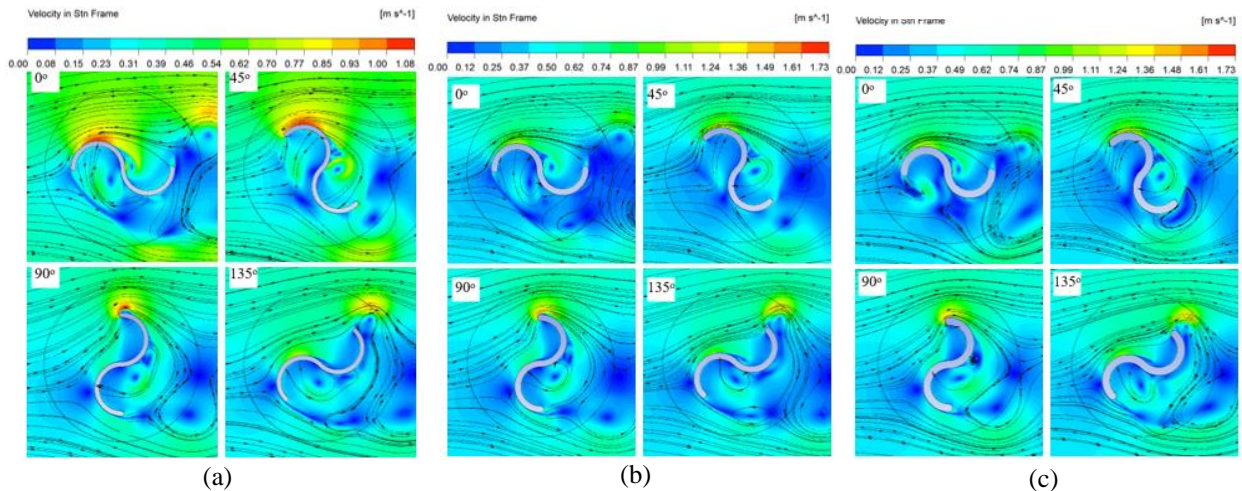 Velocity in Stn Frame [m s^-1]
0.00 0.08 0.15 0.23 0.31 0.39 0.46 0.54 0.62 0.70 0.77 0.85 0.93 1.00 1.08
0° 45°
90° 135°
(a)
Velocity in Stn Frame [m s^-1]
0.00 0.12 0.25 0.37 0.50 0.62 0.74 0.87 0.99 1.11 1.24 1.36 1.49 1.61 1.73
0° 45°
90° 135°
(b)
Velocity in Stn Frame [m s^-1]
0.00 0.12 0.25 0.37 0.49 0.62 0.74 0.87 0.99 1.11 1.24 1.36 1.48 1.61 1.73
0° 45°
90° 135°
(c)